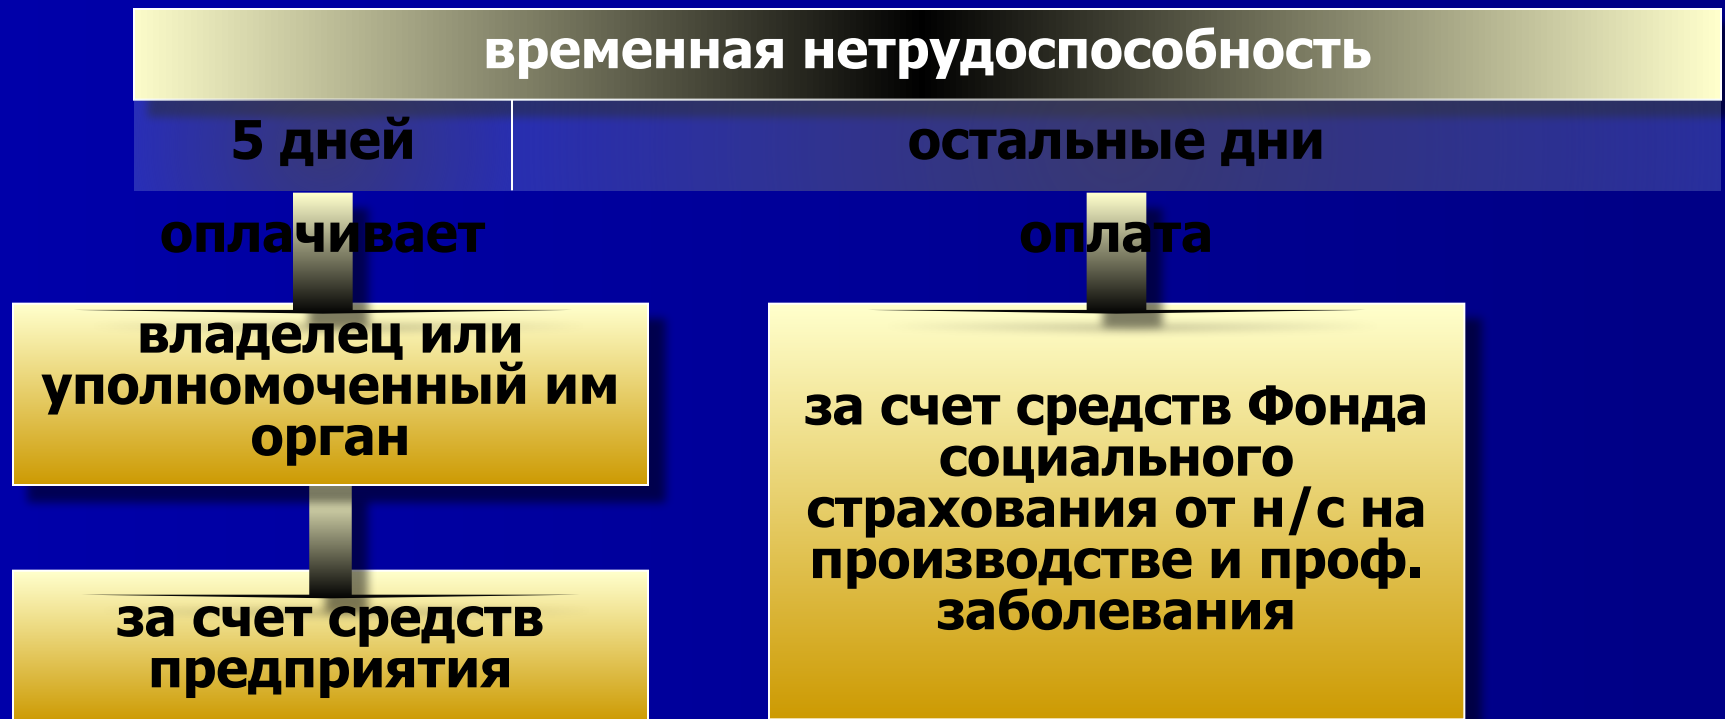 временная нетрудоспособность
5 дней
остальные дни
оплачивает
оплата
владелец или
уполномоченный им
орган
за счет средств
предприятия
за счет средств Фонда
социального
страхования от н/с на
производстве и проф.
заболевания